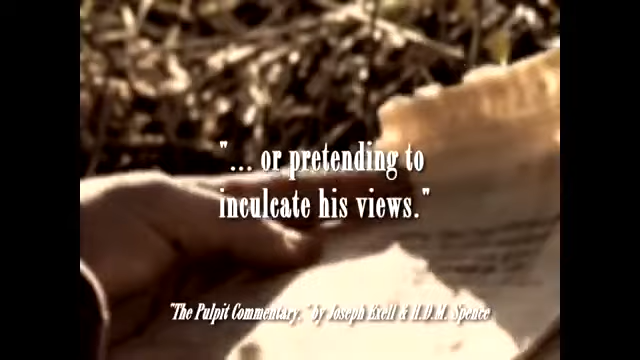 "... or pretending to
inculcate his views."
"The Pulpit Commentary," by Joseph Exell & H.D.M. Spence